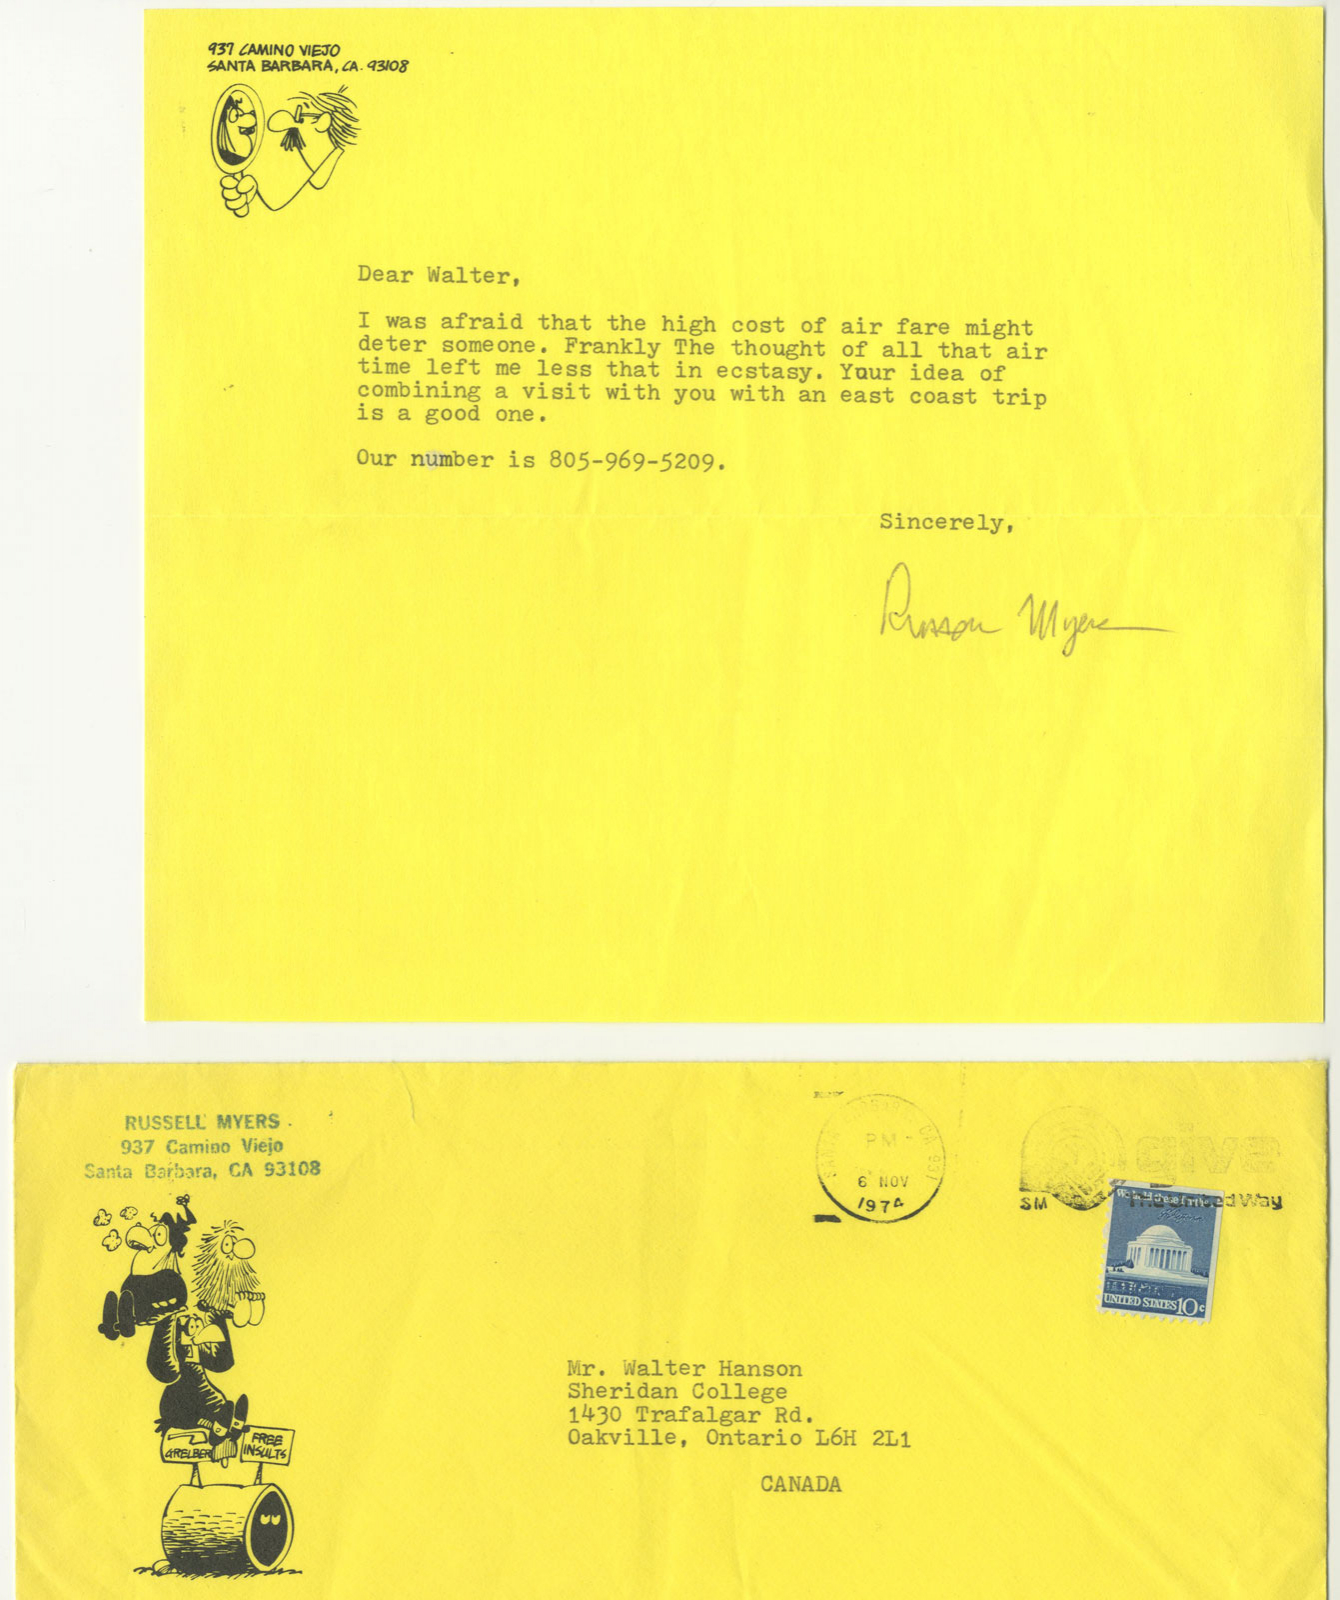 937 CAMINO VIEJO
SANTA BARBARA, CA. 93108
Dear Walter,
I was afraid that the high cost of air fare might
deter someone. Frankly The thought of all that air
time left me less that in ecstasy. Your idea of
combining a visit with you with an east coast trip
is a good one.
Our number is 805-969-5209.
Sincerely,
Russell Myers
RUSSELL MYERS
937 Camino Viejo
Santa Barbara, CA 93108
PM
6 NOV
1974
CA 931
give
SM
The United Way
UNITED STATES 10c
Mr. Walter Hanson
Sheridan College
1430 Trafalgar Rd.
Oakville, Ontario L6H 2L1
CANADA
GRELBER
FREE
INSULTS